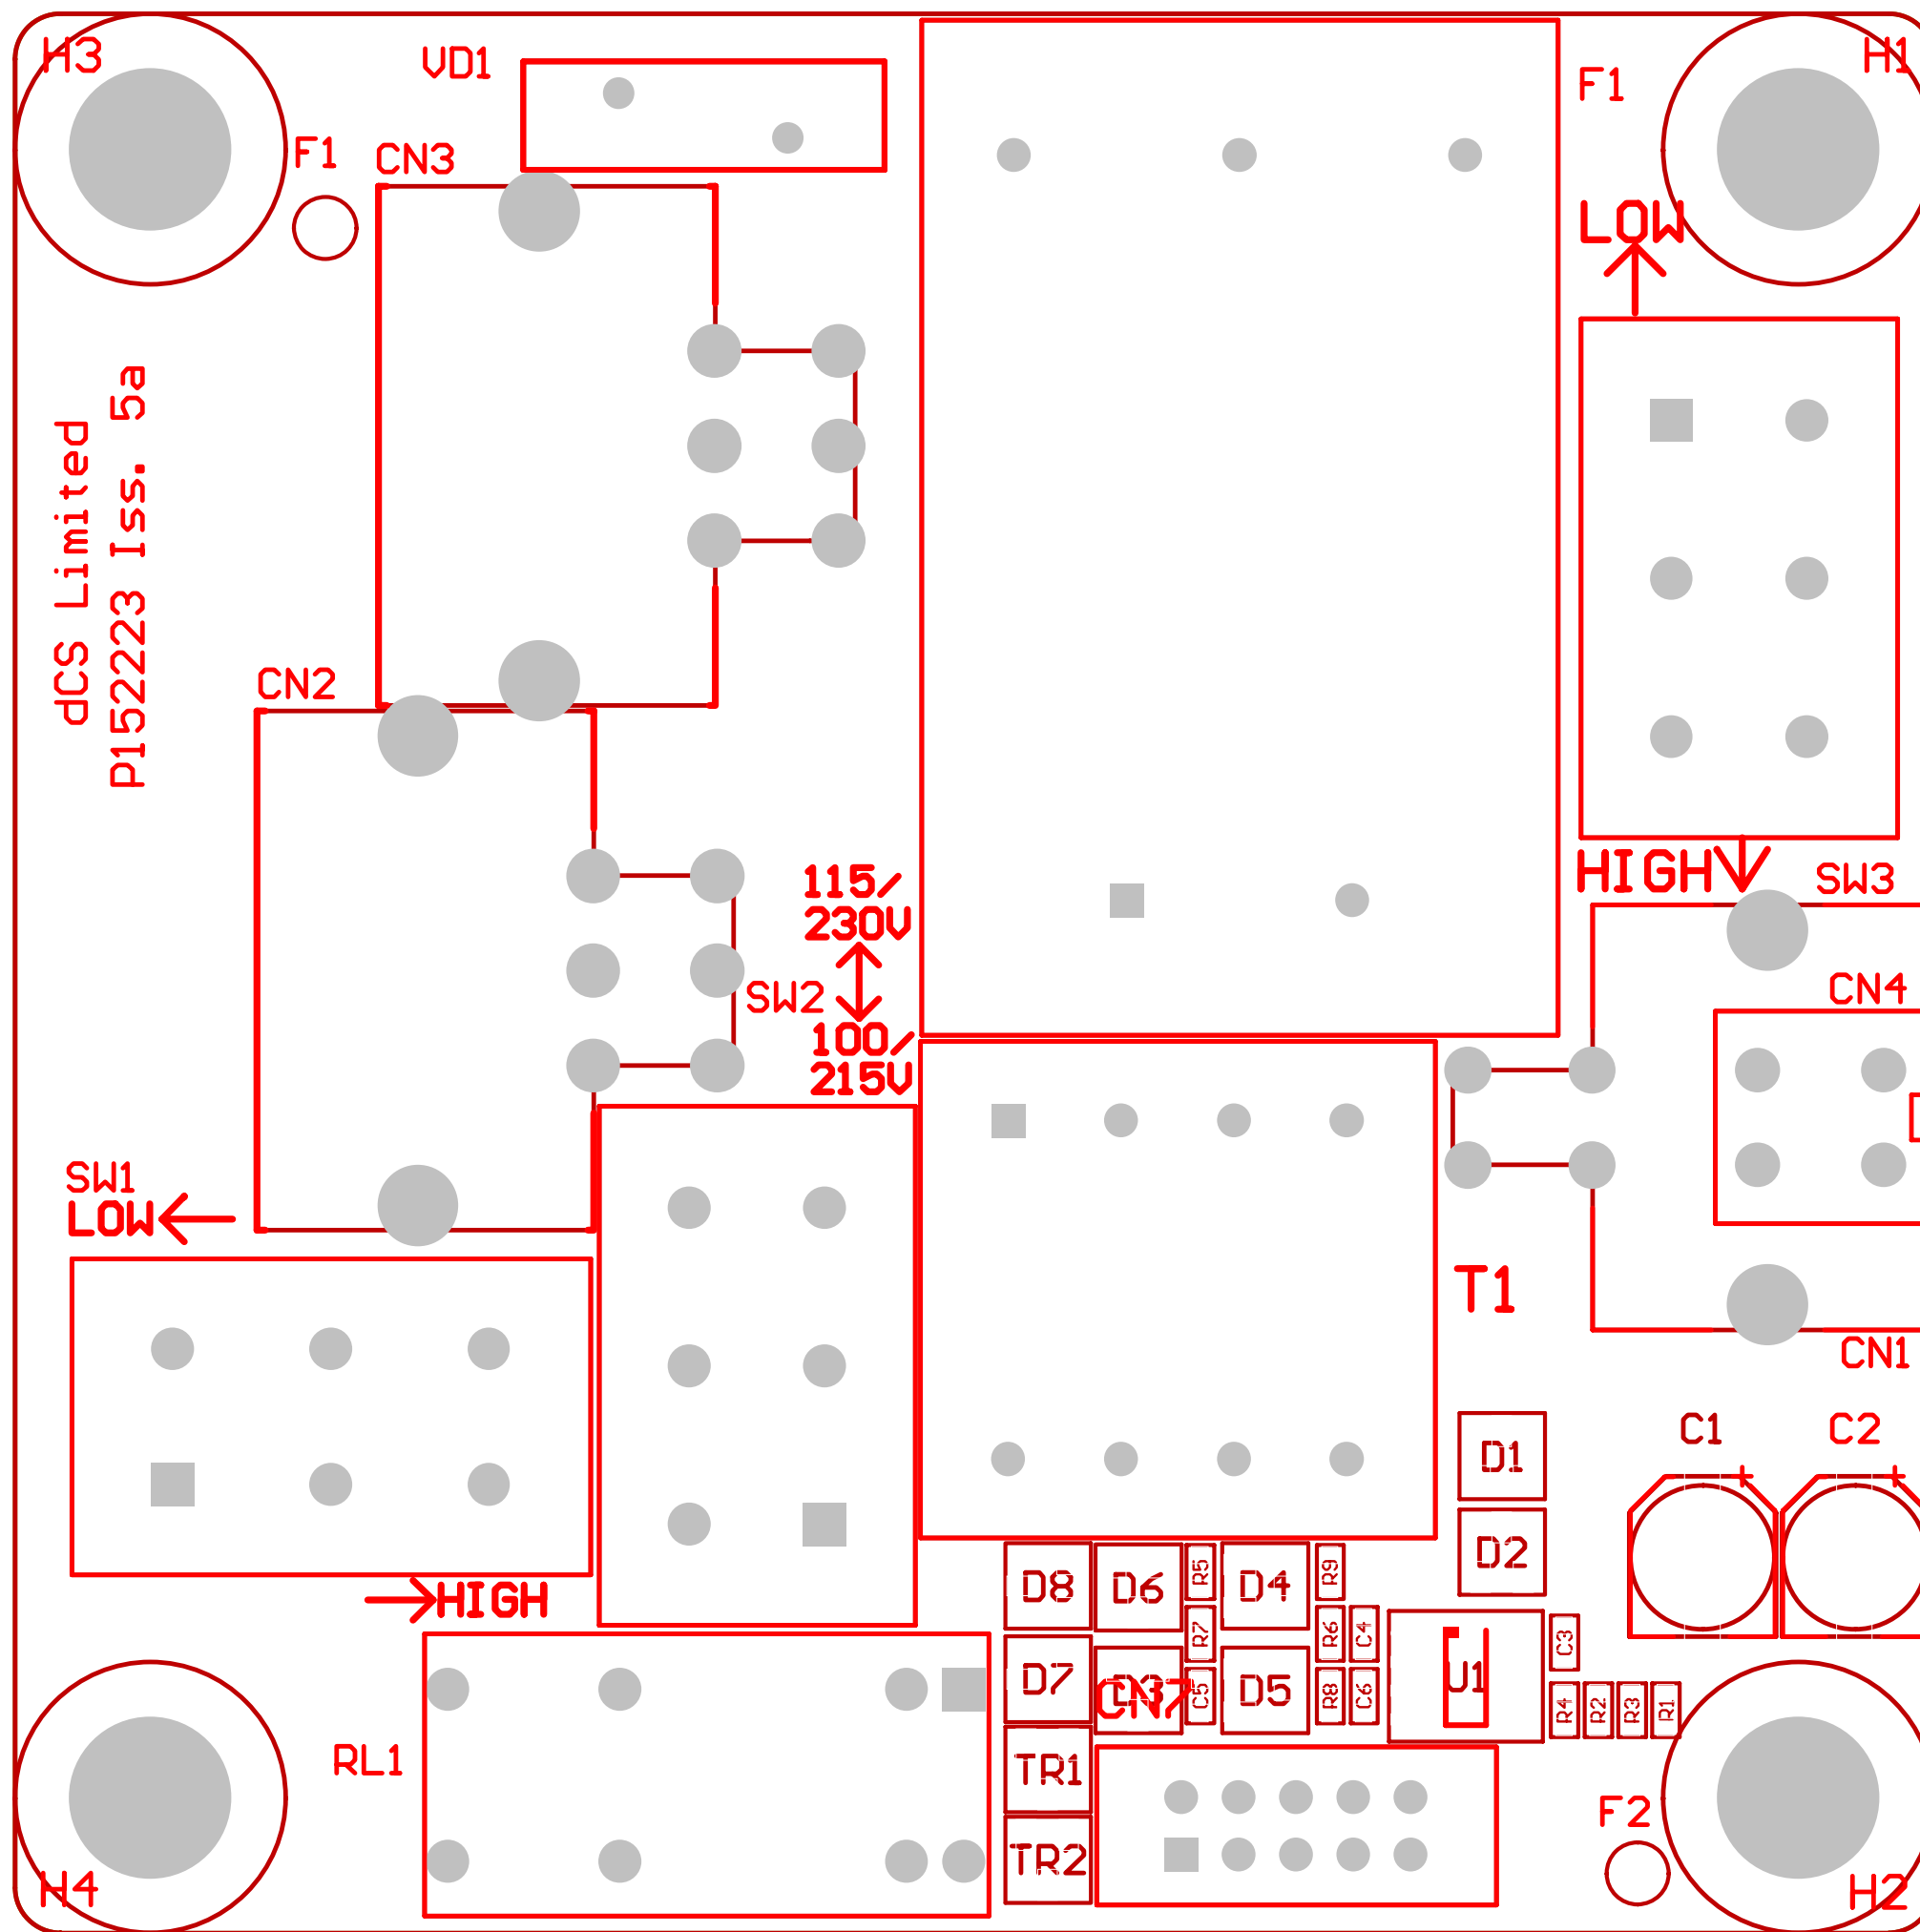 H3
VD1
H1
F1
F1
CN3
LOW
dCS Limited
P152223 Iss. 5a
CN2
115/
230V
HIGH
SW3
SW2
CN4
100/
215V
SW1
LOW
T1
CN1
C1
C2
D1
D2
HIGH
D8
D6
R5
D4
R9
R7
R6
C4
C3
D7
D3
CN7
C5
D5
R8
C6
U1
R4
R2
R3
R1
RL1
TR1
F2
TR2
H4
H2